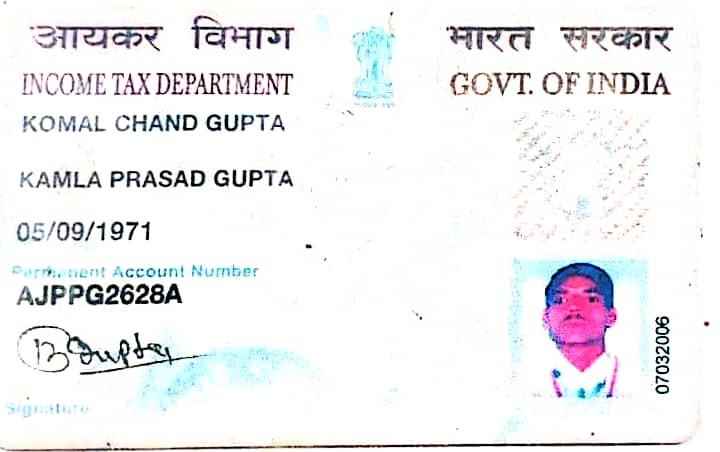 आयकर विभाग
भारत सरकार
INCOME TAX DEPARTMENT
GOVT. OF INDIA
KOMAL CHAND GUPTA
KAMLA PRASAD GUPTA
05/09/1971
Permanent Account Number
AJPPG2628A
Gupta
Signature
07032006